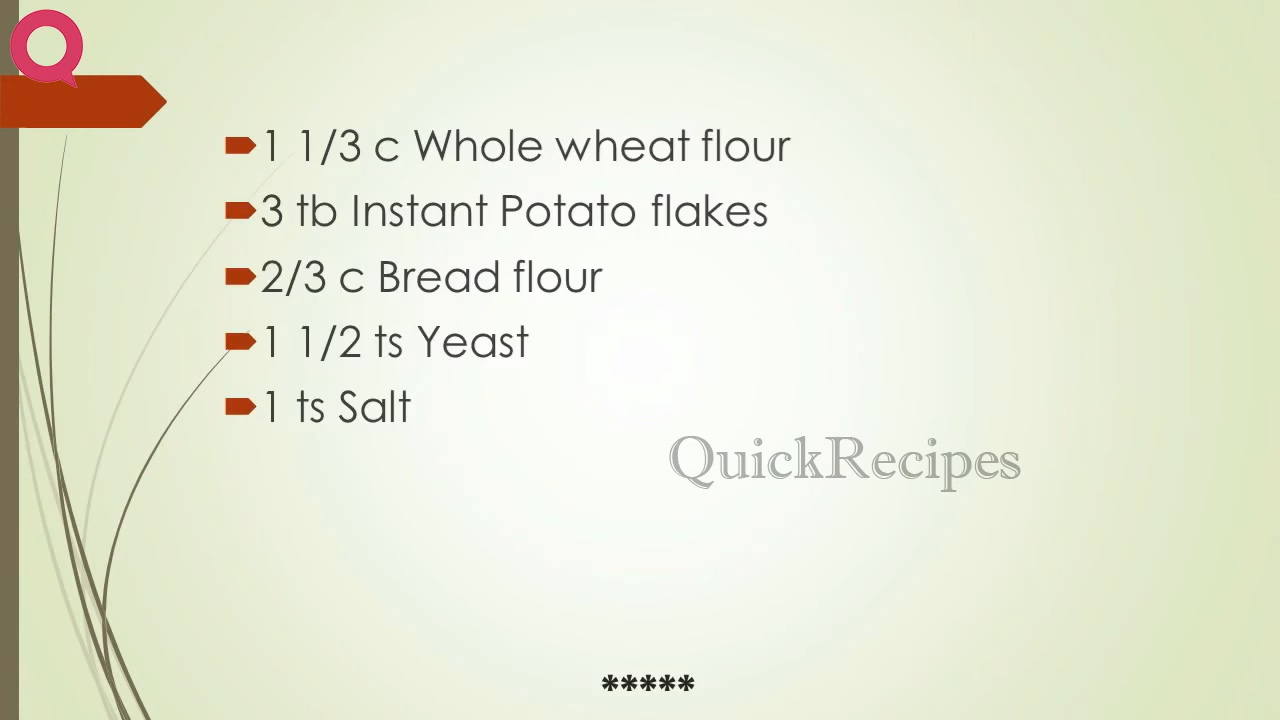 1 1/3 c Whole wheat flour
3 tb Instant Potato flakes
2/3 c Bread flour
1 1/2 ts Yeast
1 ts Salt
QuickRecipes
*****